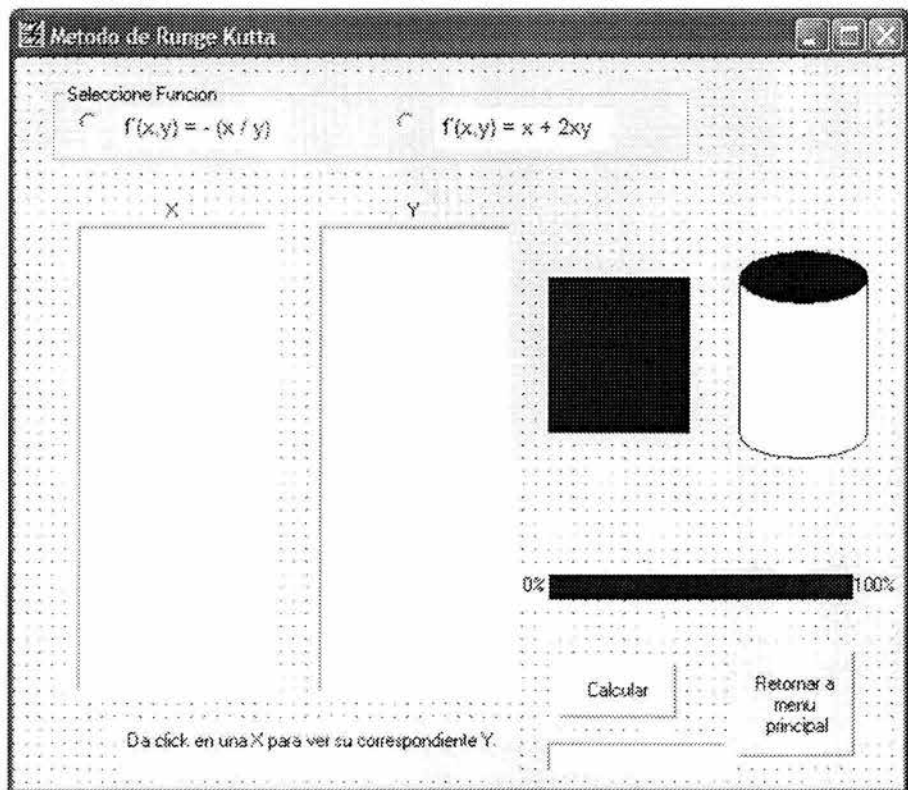 Metodo de Runge Kutta
Seleccione Funcion
f'(x,y) = - (x / y)
f'(x,y) = x + 2xy
X
Y
0%
100%
Calcular
Retornar a
menu
principal
Da click en una X para ver su correspondiente Y.